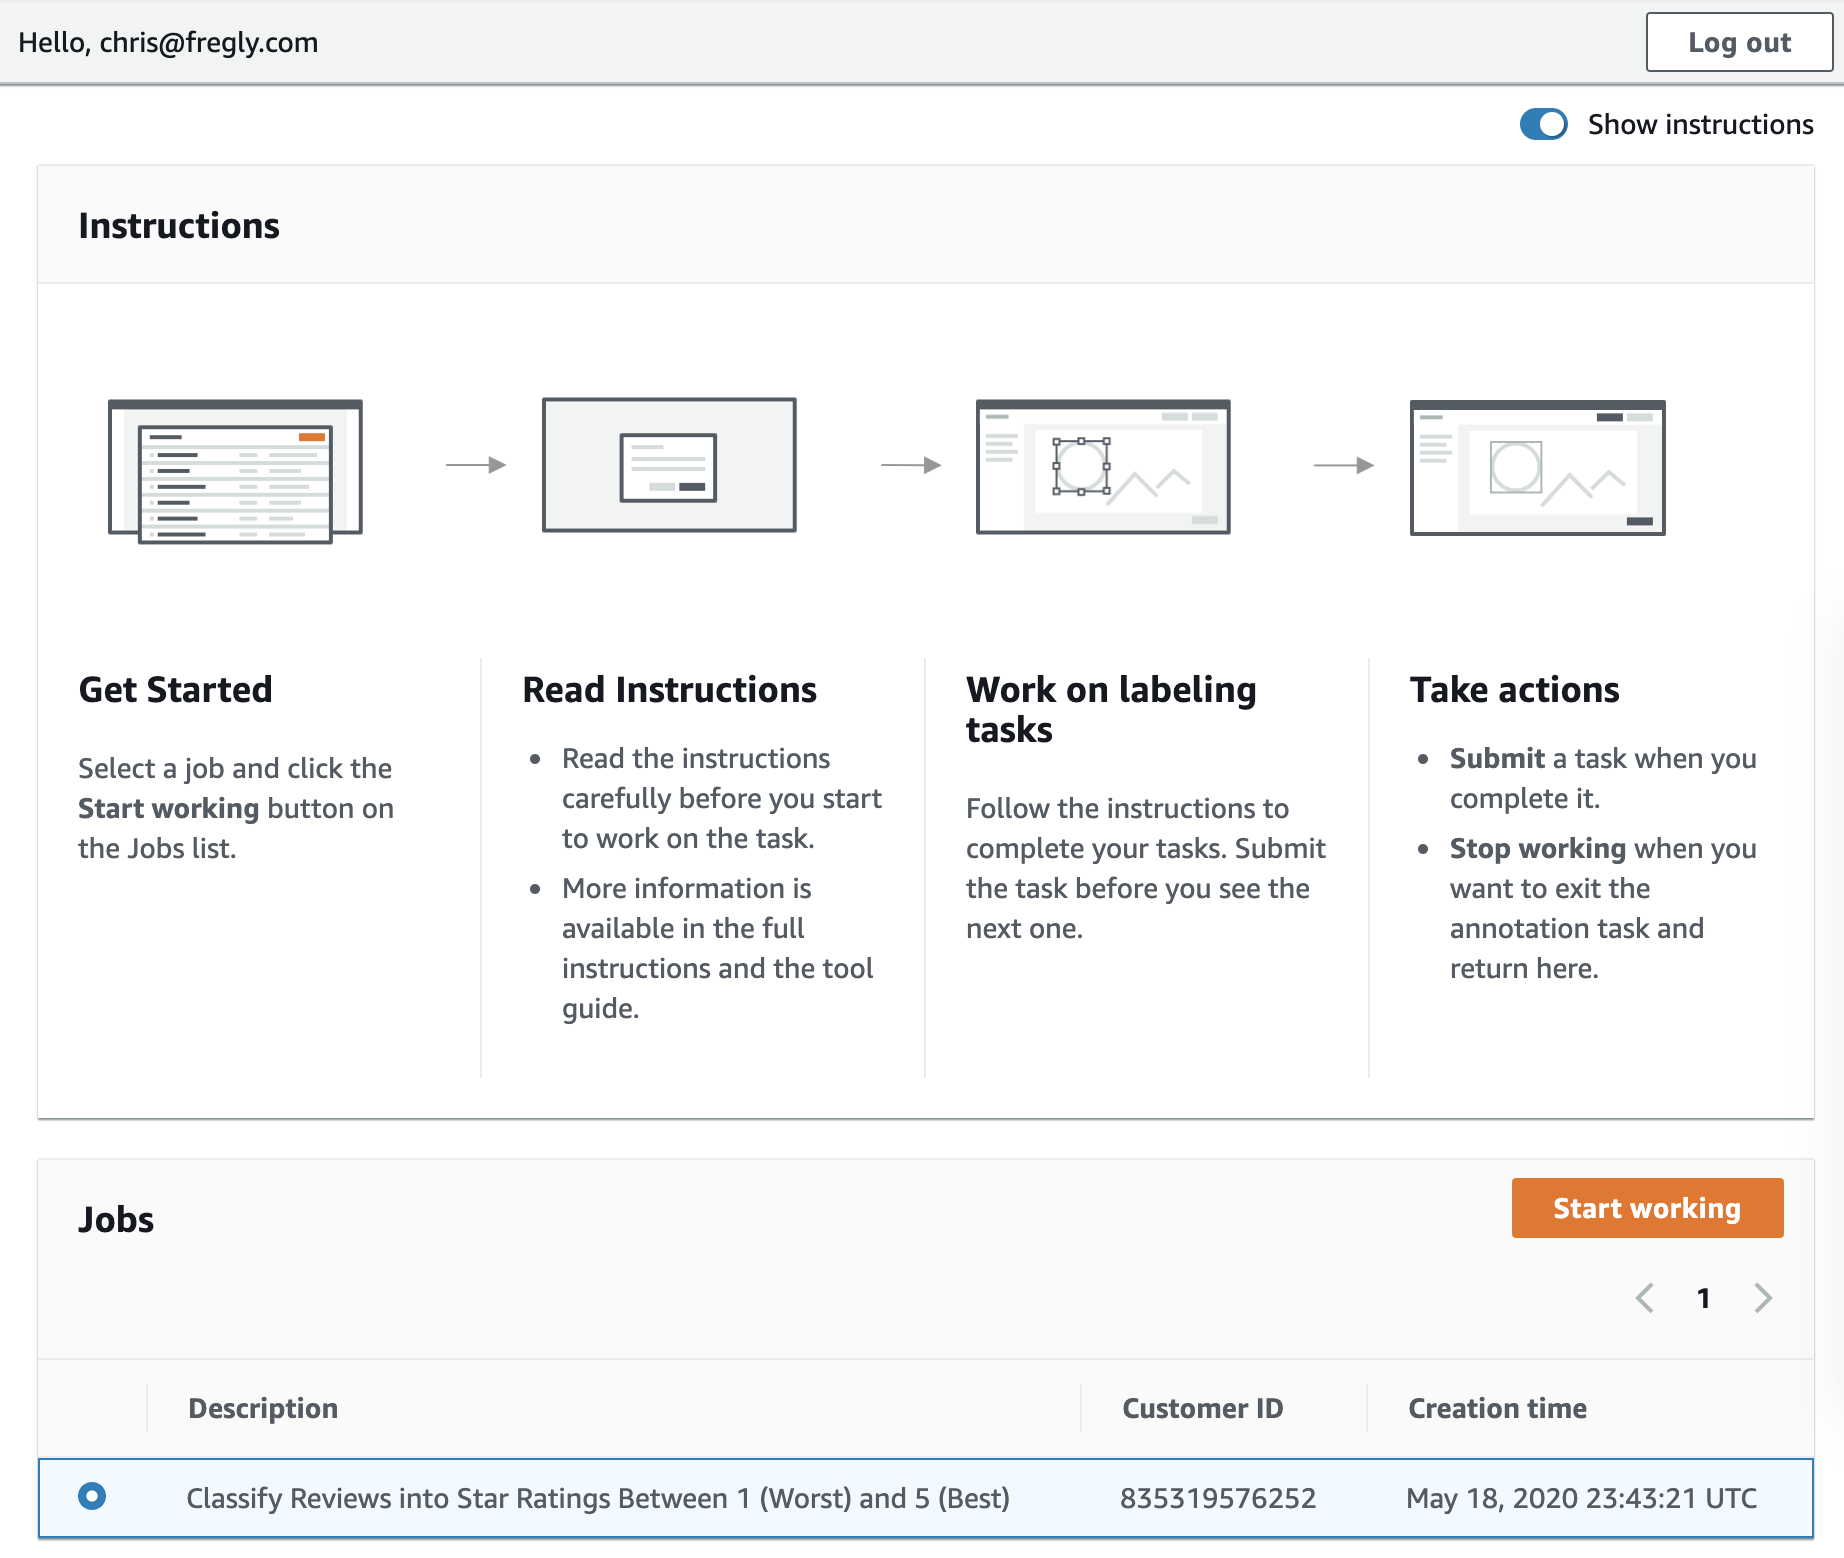 Hello, chris@fregly.com
Log out
Show instructions
Instructions
Get Started
Select a job and click the
Start working button on
the Jobs list.
Read Instructions
• Read the instructions
carefully before you start
to work on the task.
• More information is
available in the full
instructions and the tool
guide.
Work on labeling
tasks
Follow the instructions to
complete your tasks. Submit
the task before you see the
next one.
Take actions
• Submit a task when you
complete it.
• Stop working when you
want to exit the
annotation task and
return here.
Jobs
Start working
1
Description Customer ID Creation time
Classify Reviews into Star Ratings Between 1 (Worst) and 5 (Best) 835319576252 May 18, 2020 23:43:21 UTC